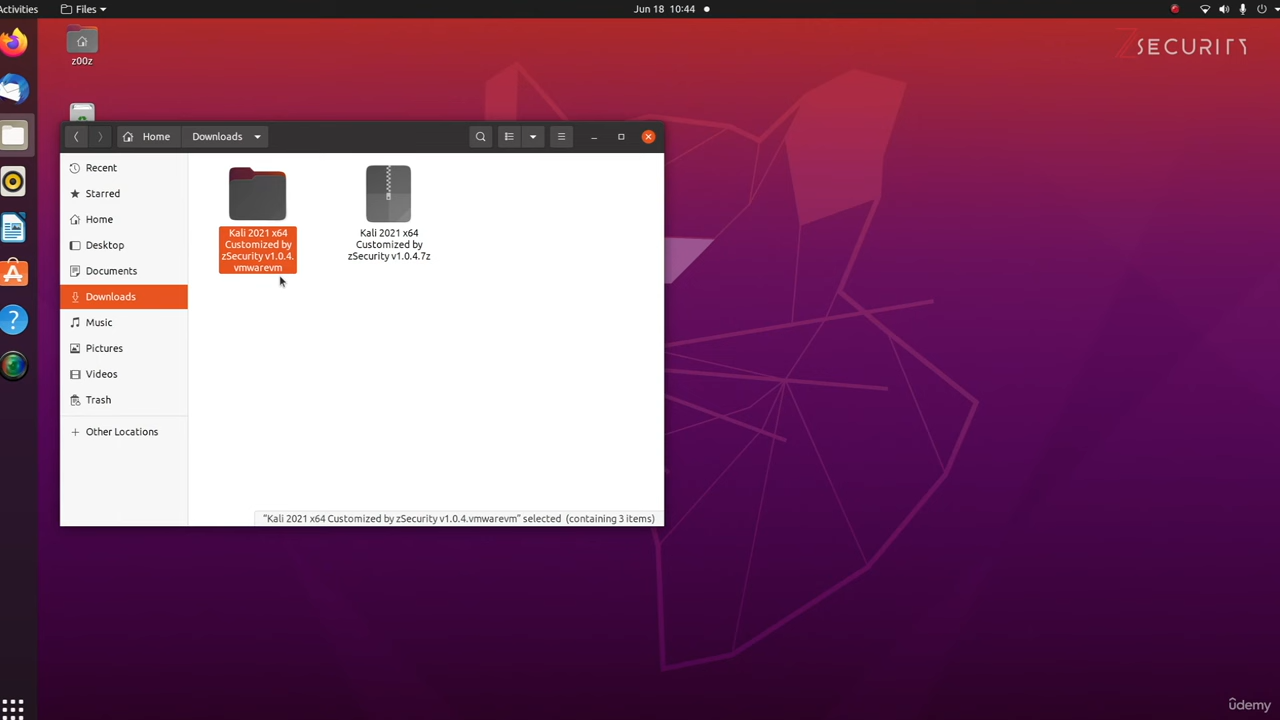 Activities
Files
Jun 18 10:44
ZSECURITY
z00z
Home
Downloads
Recent
Starred
Home
Desktop
Documents
Downloads
Music
Pictures
Videos
Trash
Other Locations
Kali 2021 x64
Customized by
zSecurity v1.0.4.
vmwarevm
Kali 2021 x64
Customized by
zSecurity v1.0.4.7z
“Kali 2021 x64 Customized by zSecurity v1.0.4.vmwarevm” selected (containing 3 items)
ûdemy